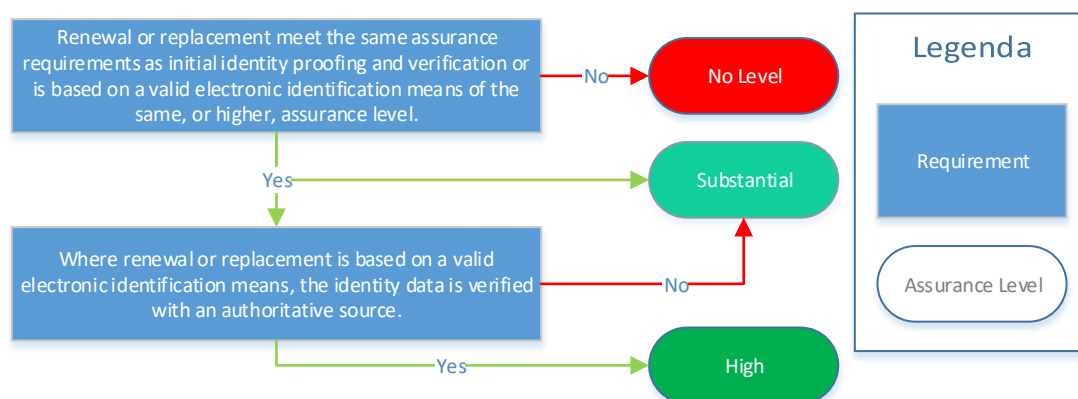 Renewal or replacement meet the same assurance
requirements as initial identity proofing and verification or
is based on a valid electronic identification means of the
same, or higher, assurance level.
No
No Level
Legenda
Requirement
Yes
Substantial
Where renewal or replacement is based on a valid
electronic identification means, the identity data is verified
with an authoritative source.
No
Assurance Level
Yes
High